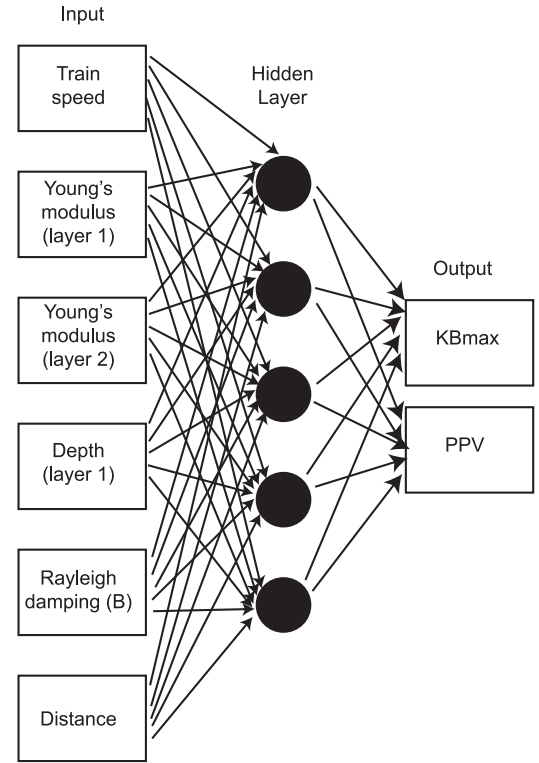 Input
Train
speed
Hidden
Layer
Young's
modulus
(layer 1)
Young's
modulus
(layer 2)
Output
KBmax
Depth
(layer 1)
PPV
Rayleigh
damping (B)
Distance